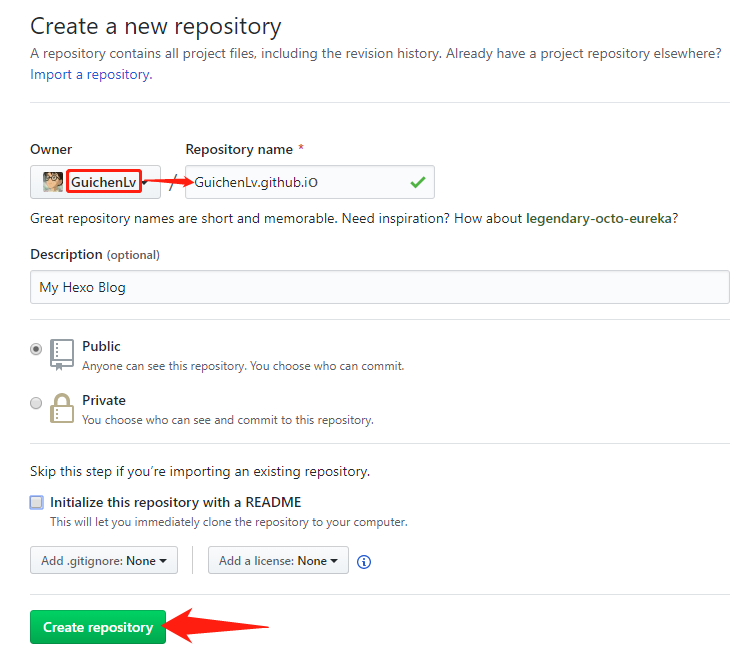 Create a new repository
A repository contains all project files, including the revision history. Already have a project repository elsewhere?
Import a repository.
Owner
Repository name *
GuichenLv / GuichenLv.github.iO
Great repository names are short and memorable. Need inspiration? How about legendary-octo-eureka?
Description (optional)
My Hexo Blog
Public
Anyone can see this repository. You choose who can commit.
Private
You choose who can see and commit to this repository.
Skip this step if you’re importing an existing repository.
Initialize this repository with a README
This will let you immediately clone the repository to your computer.
Add .gitignore: None
Add a license: None
Create repository